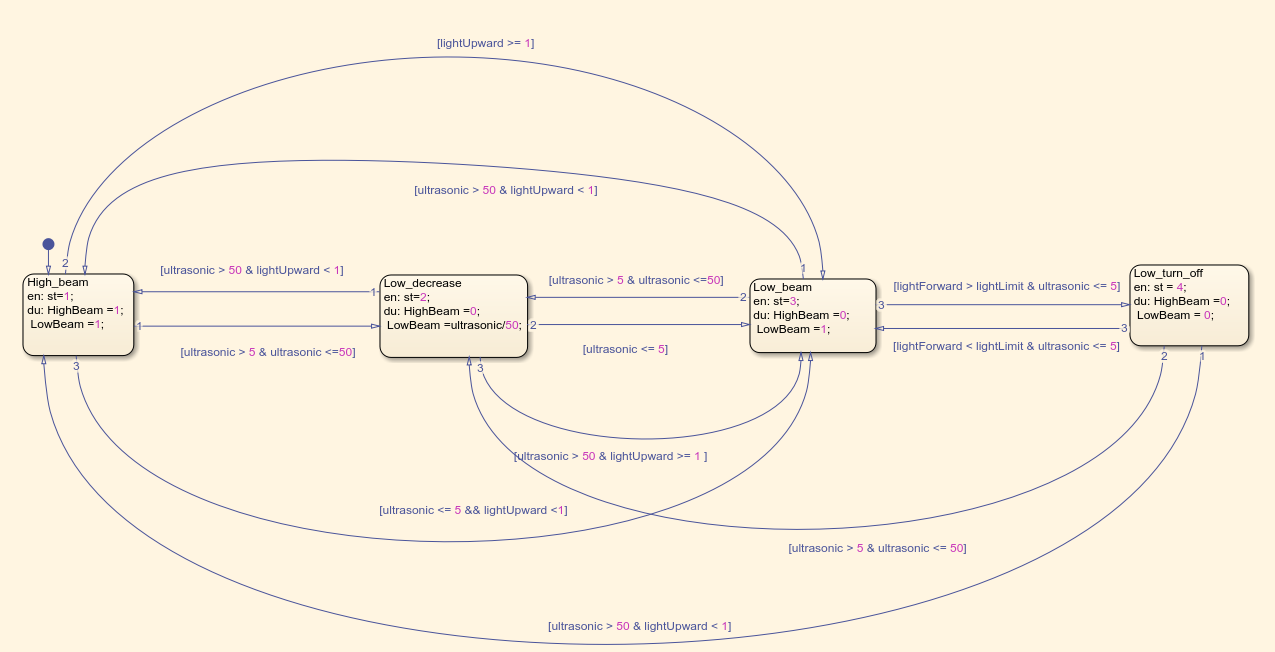 [lightUpward >= 1]
[ultrasonic > 50 & lightUpward < 1]
2
1
[ultrasonic > 50 & lightUpward < 1]
[ultrasonic > 5 & ultrasonic <=50]
[lightForward > lightLimit & ultrasonic <= 5]
High_beam
en: st=1;
du: HighBeam =1;
LowBeam =1;
1
3
Low_decrease
en: st=2;
du: HighBeam =0;
LowBeam =ultrasonic/50;
1
2
3
Low_beam
en: st=3;
du: HighBeam =0;
LowBeam =1;
2
3
Low_turn_off
en: st = 4;
du: HighBeam =0;
LowBeam = 0;
3
2
1
[ultrasonic > 5 & ultrasonic <=50]
[ultrasonic <= 5]
[lightForward < lightLimit & ultrasonic <= 5]
[ultrasonic > 50 & lightUpward >= 1 ]
[ultrasonic <= 5 && lightUpward <1]
[ultrasonic > 5 & ultrasonic <= 50]
[ultrasonic > 50 & lightUpward < 1]